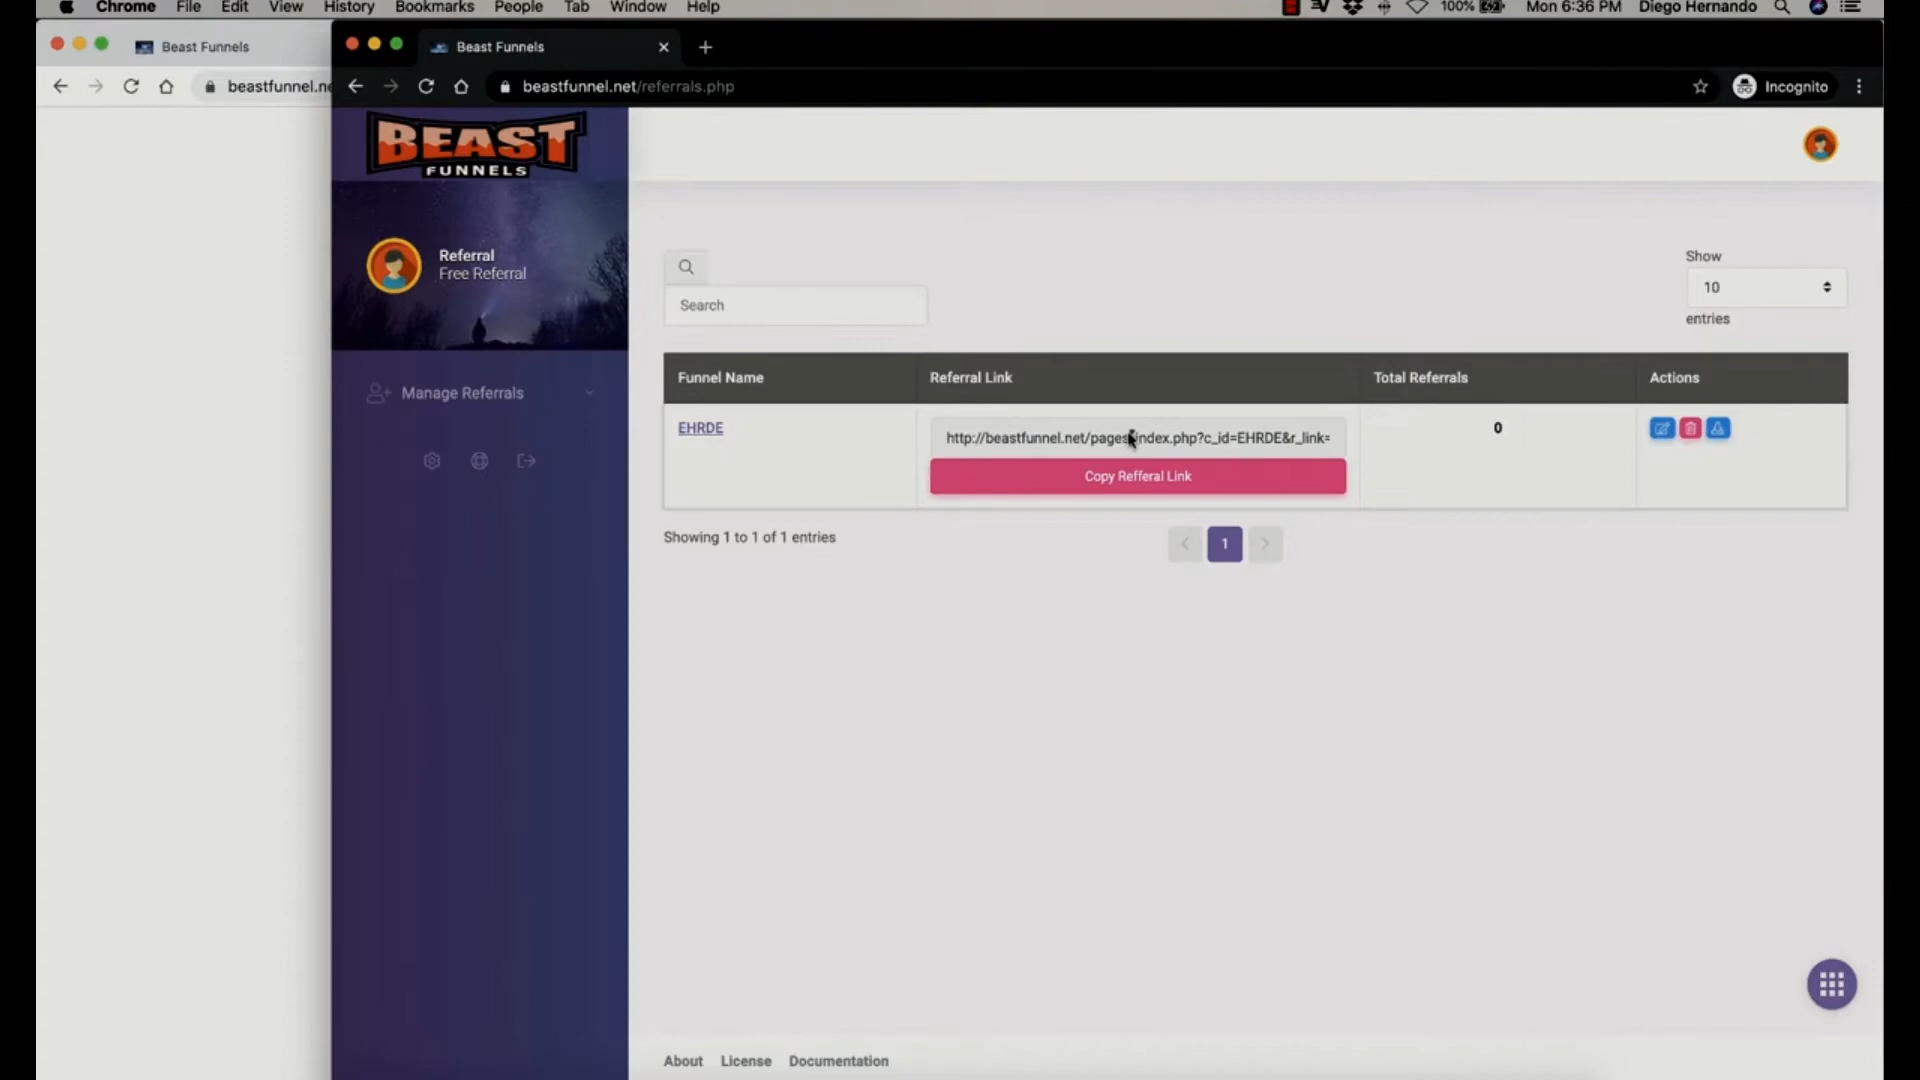 Chrome File Edit View History Bookmarks People Tab Window Help 100% Mon 6:36 PM Diego Hernando
Beast Funnels
Beast Funnels
beastfunnel.ne
beastfunnel.net/referrals.php
Incognito
BEAST
FUNNELS
Referral
Free Referral
Manage Referrals
Search
Show
10
entries
Funnel Name Referral Link Total Referrals Actions
EHRDE http://beastfunnel.net/pages/index.php?c_id=EHRDE&r_link= 0
Copy Refferal Link
Showing 1 to 1 of 1 entries
1
About License Documentation